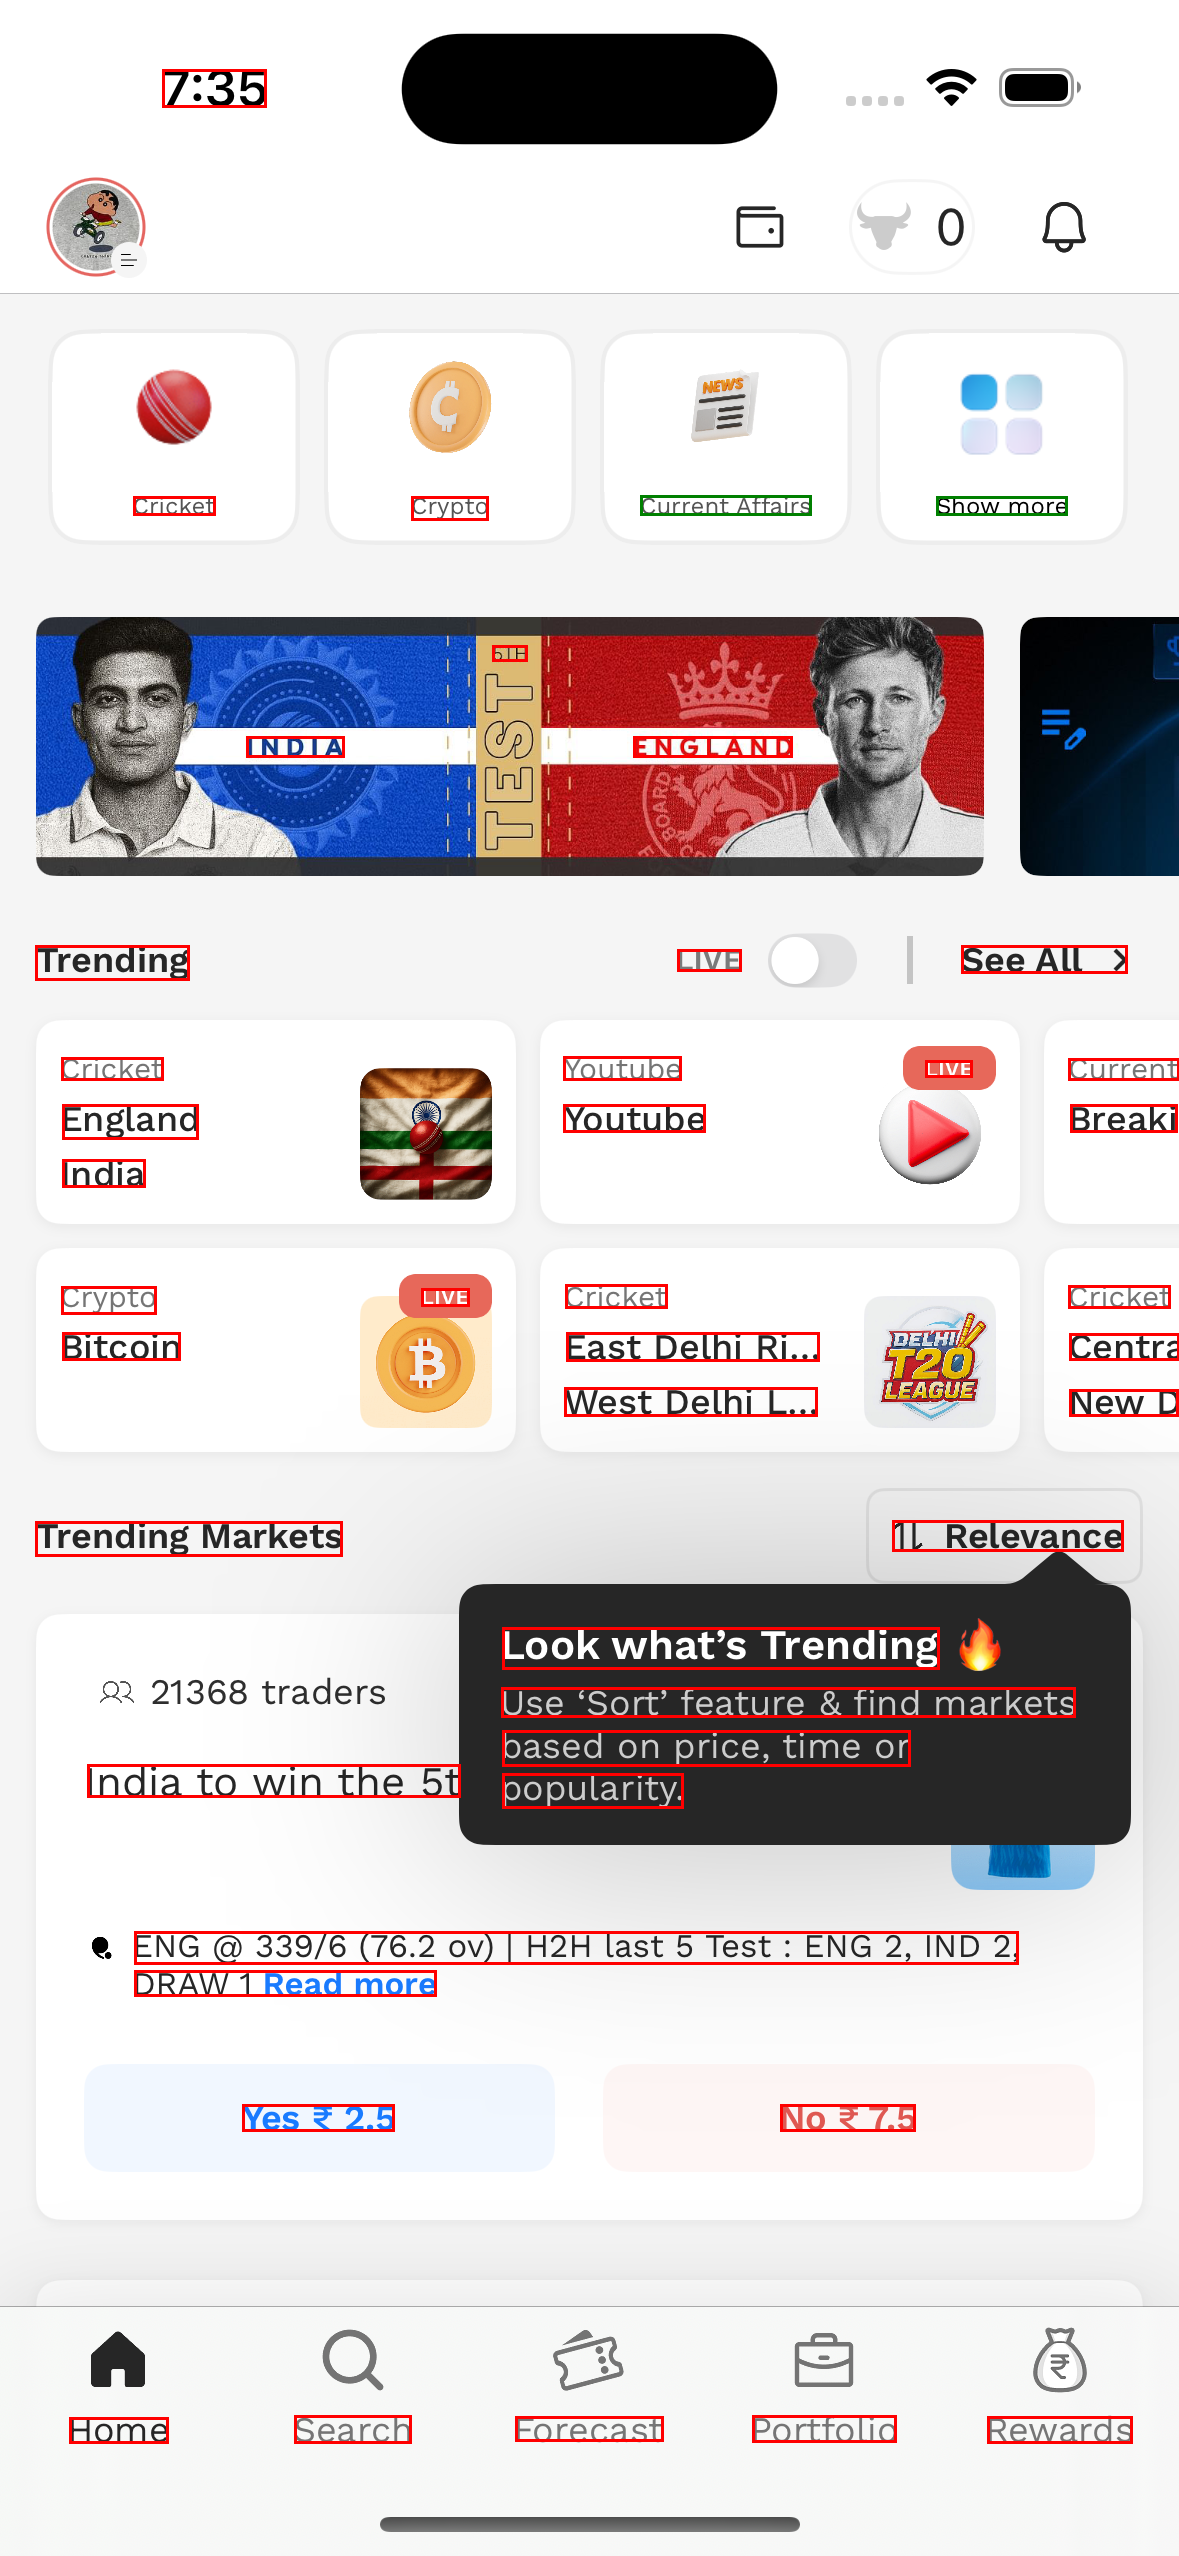 7:35
0
NEWS
Cricket
Crypto
Current Affairs
Show more
5TH
TEST
INDIA
ENGLAND
Trending
LIVE
See All
Cricket
England
India
Youtube
Youtube
LIVE
Current
Breaki
Crypto
Bitcoin
LIVE
Cricket
East Delhi Ri...
West Delhi L...
DELHI
T20
LEAGUE
Cricket
Centra
New D
Trending Markets
Relevance
Look what's Trending 🔥
Use ‘Sort’ feature & find markets
based on price, time or
popularity.
21368 traders
India to win the 5t
ENG @ 339/6 (76.2 ov) | H2H last 5 Test : ENG 2, IND 2,
DRAW 1 Read more
Yes ₹ 2.5
No ₹ 7.5
Home
Search
Forecast
Portfolio
Rewards